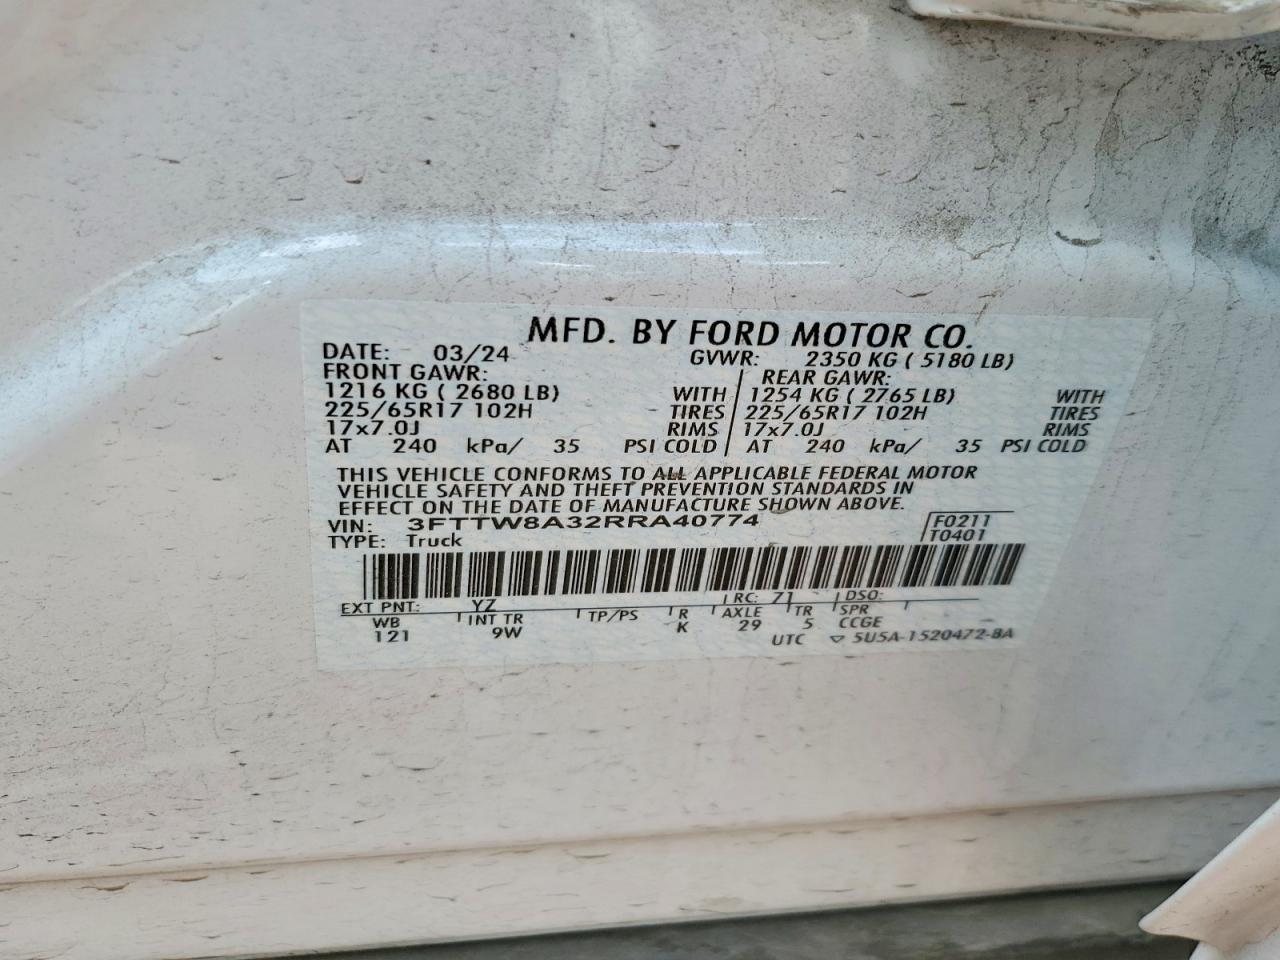 MFD. BY FORD MOTOR CO.
DATE: 03/24 GVWR: 2350 KG ( 5180 LB)
FRONT GAWR: REAR GAWR:
1216 KG ( 2680 LB) WITH 1254 KG ( 2765 LB) WITH
225/65R17 102H TIRES 225/65R17 102H TIRES
17x7.0J RIMS 17x7.0J RIMS
AT 240 kPa/ 35 PSI COLD AT 240 kPa/ 35 PSI COLD
THIS VEHICLE CONFORMS TO ALL APPLICABLE FEDERAL MOTOR
VEHICLE SAFETY AND THEFT PREVENTION STANDARDS IN
EFFECT ON THE DATE OF MANUFACTURE SHOWN ABOVE.
VIN: 3FTTW8A32RRA40774 F0211
TYPE: Truck T0401
EXT PNT: YZ RC: 71 DSO:
WB INT TR TP/PS R AXLE TR SPR
121 9W K 29 5 CCGE
UTC 5U5A-1520472-BA